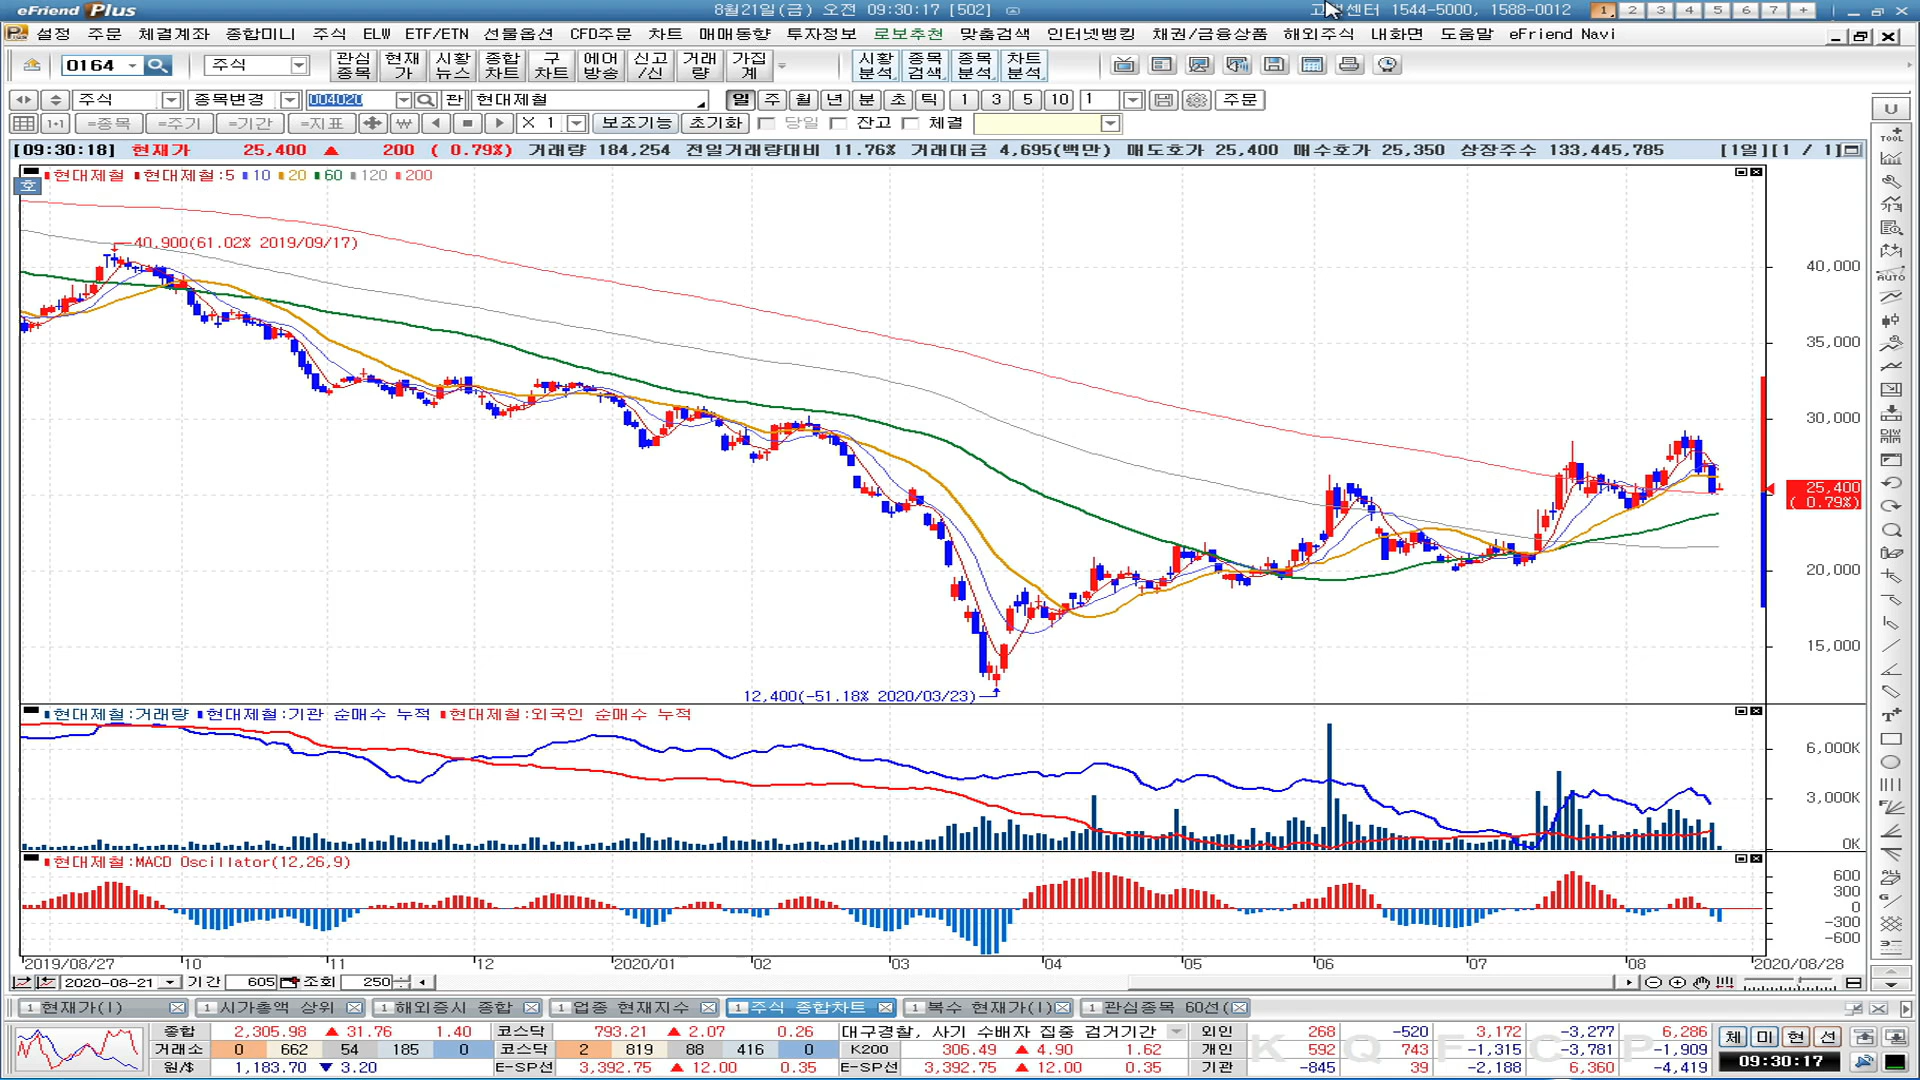 eFriend Plus 8월21일(금) 오전 09:30:17 [502] 고객센터 1544-5000, 1588-0012 1 2 3 4 5 6 7 +
설정 주문 체결계좌 종합미니 주식 ELW ETF/ETN 선물옵션 CFD주문 차트 매매동향 투자정보 로보추천 맞춤검색 인터넷뱅킹 채권/금융상품 해외주식 내화면 도움말 eFriend Navi
0164 주식 관심종목 현재가 시황뉴스 종합차트 구차트 에어방송 신고/신 거래량 가집계 시황분석 종목검색 종목분석 차트분석
주식 종목변경 004020 관 현대제철 일 주 월 년 분 초 틱 1 3 5 10 1 주문
1+1 =종목 =주기 =기간 =지표 ₩ X 1 보조기능 초기화 당일 잔고 체결
[09:30:18] 현재가 25,400 ▲ 200 ( 0.79%) 거래량 184,254 전일거래량대비 11.76% 거래대금 4,695(백만) 매도호가 25,400 매수호가 25,350 상장주수 133,445,785 [1일][1 / 1]
현대제철 현대제철:5 10 20 60 120 200
호
40,900(61.02% 2019/09/17)
40,000
35,000
30,000
25,400
( 0.79%)
20,000
15,000
12,400(-51.18% 2020/03/23)
현대제철:거래량 현대제철:기관 순매수 누적 현대제철:외국인 순매수 누적
6,000K
3,000K
0K
현대제철:MACD Oscillator(12,26,9)
600
300
0
-300
-600
2019/08/27 10 11 12 2020/01 02 03 04 05 06 07 08 2020/08/28
2020-08-21 기간 605 조회 250
1 현재가(1) 1 시가총액 상위 1 해외증시 종합 1 업종 현재지수 1 주식 종합차트 1 복수 현재가(1) 1 관심종목 60선(
종합 2,305.98 ▲ 31.76 1.40 코스닥 793.21 ▲ 2.07 0.26 대구경찰, 사기 수배자 집중 검거기간 외인 268 -520 3,172 -3,277 6,286 체 미 현 선
거래소 0 662 54 185 0 코스닥 2 819 88 416 0 K200 306.49 ▲ 4.90 1.62 개인 592 743 -1,315 -3,781 -1,909
원/$ 1,183.70 ▼ 3.20 E-SP선 3,392.75 ▲ 12.00 0.35 E-SP선 3,392.75 ▲ 12.00 0.35 기관 -845 39 -2,188 6,360 -4,419 09:30:17
U
TOOL
AUTO
ALL